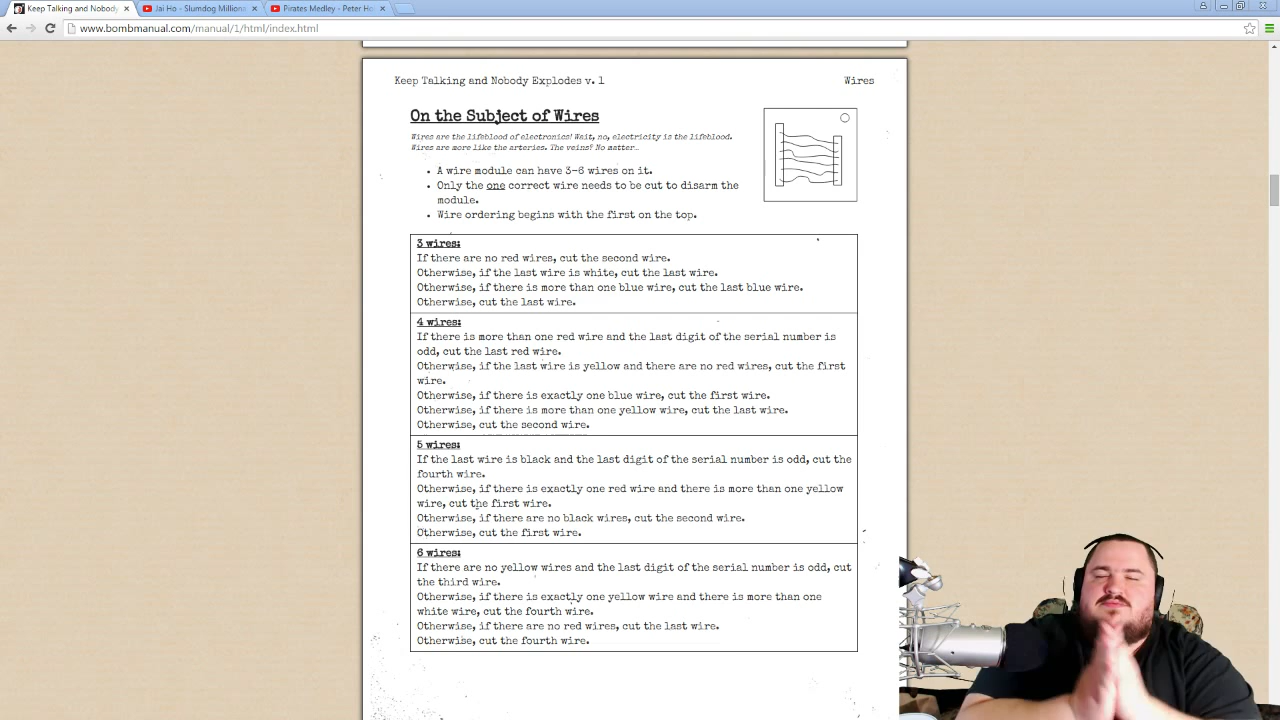 Keep Talking and Nobody
Jai Ho - Slumdog Milliona
Pirates Medley - Peter Ho
www.bombmanual.com/manual/1/html/index.html
Keep Talking and Nobody Explodes v. 1
Wires
On the Subject of Wires
Wires are the lifeblood of electronics! Wait, no, electricity is the lifeblood.
Wires are more like the arteries. The veins? No matter…
• A wire module can have 3-6 wires on it.
• Only the one correct wire needs to be cut to disarm the
module.
• Wire ordering begins with the first on the top.
3 wires:
If there are no red wires, cut the second wire.
Otherwise, if the last wire is white, cut the last wire.
Otherwise, if there is more than one blue wire, cut the last blue wire.
Otherwise, cut the last wire.
4 wires:
If there is more than one red wire and the last digit of the serial number is
odd, cut the last red wire.
Otherwise, if the last wire is yellow and there are no red wires, cut the first
wire.
Otherwise, if there is exactly one blue wire, cut the first wire.
Otherwise, if there is more than one yellow wire, cut the last wire.
Otherwise, cut the second wire.
5 wires:
If the last wire is black and the last digit of the serial number is odd, cut the
fourth wire.
Otherwise, if there is exactly one red wire and there is more than one yellow
wire, cut the first wire.
Otherwise, if there are no black wires, cut the second wire.
Otherwise, cut the first wire.
6 wires:
If there are no yellow wires and the last digit of the serial number is odd, cut
the third wire.
Otherwise, if there is exactly one yellow wire and there is more than one
white wire, cut the fourth wire.
Otherwise, if there are no red wires, cut the last wire.
Otherwise, cut the fourth wire.